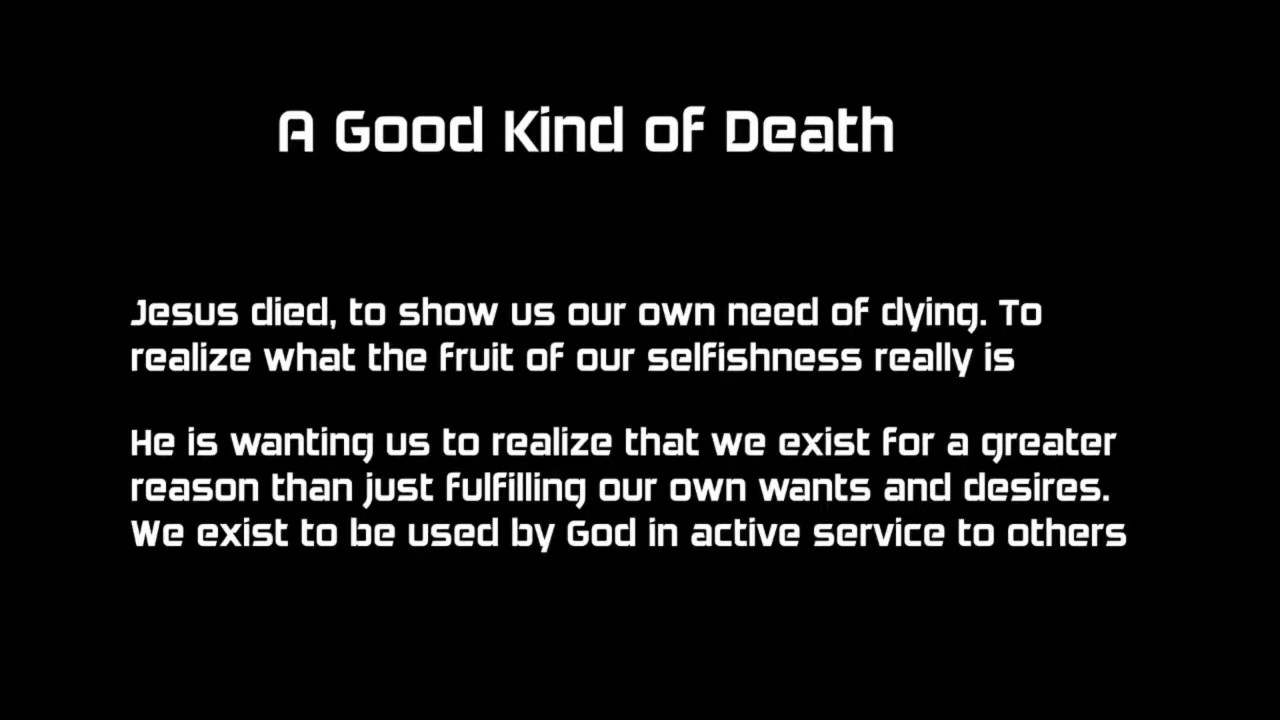 A Good Kind of Death
Jesus died, to show us our own need of dying. To
realize what the fruit of our selfishness really is
He is wanting us to realize that we exist for a greater
reason than just fulfilling our own wants and desires.
We exist to be used by God in active service to others